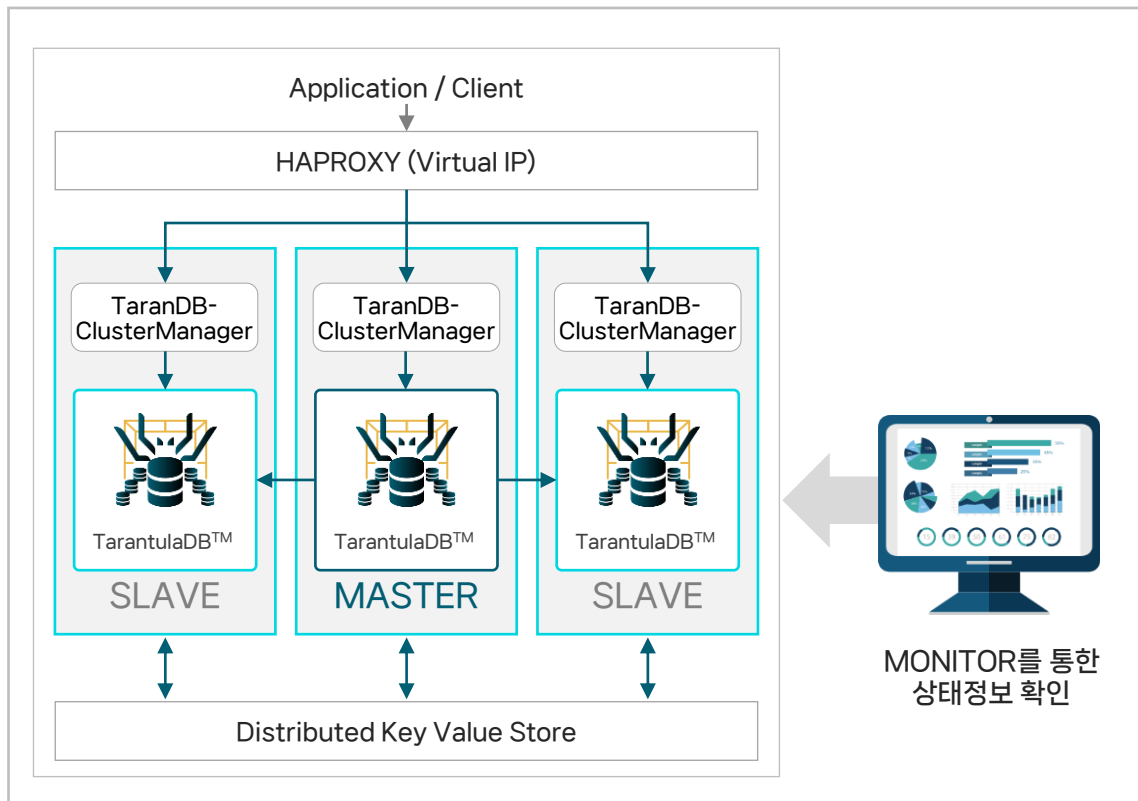 Application / Client
HAPROXY (Virtual IP)
TaranDB-
ClusterManager
TaranDB-
ClusterManager
TaranDB-
ClusterManager
TarantulaDB™
TarantulaDB™
TarantulaDB™
SLAVE
MASTER
SLAVE
Distributed Key Value Store
MONITOR를 통한
상태정보 확인